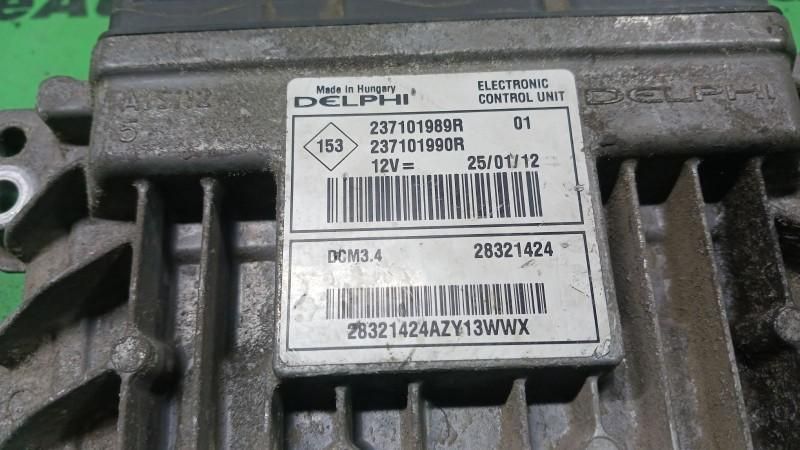 Made in Hungary
DELPHI
ELECTRONIC
CONTROL UNIT
DELPHI
5
153
237101989R 01
237101990R
12V= 25/01/12
DCM3.4 28321424
28321424AZY13WWX